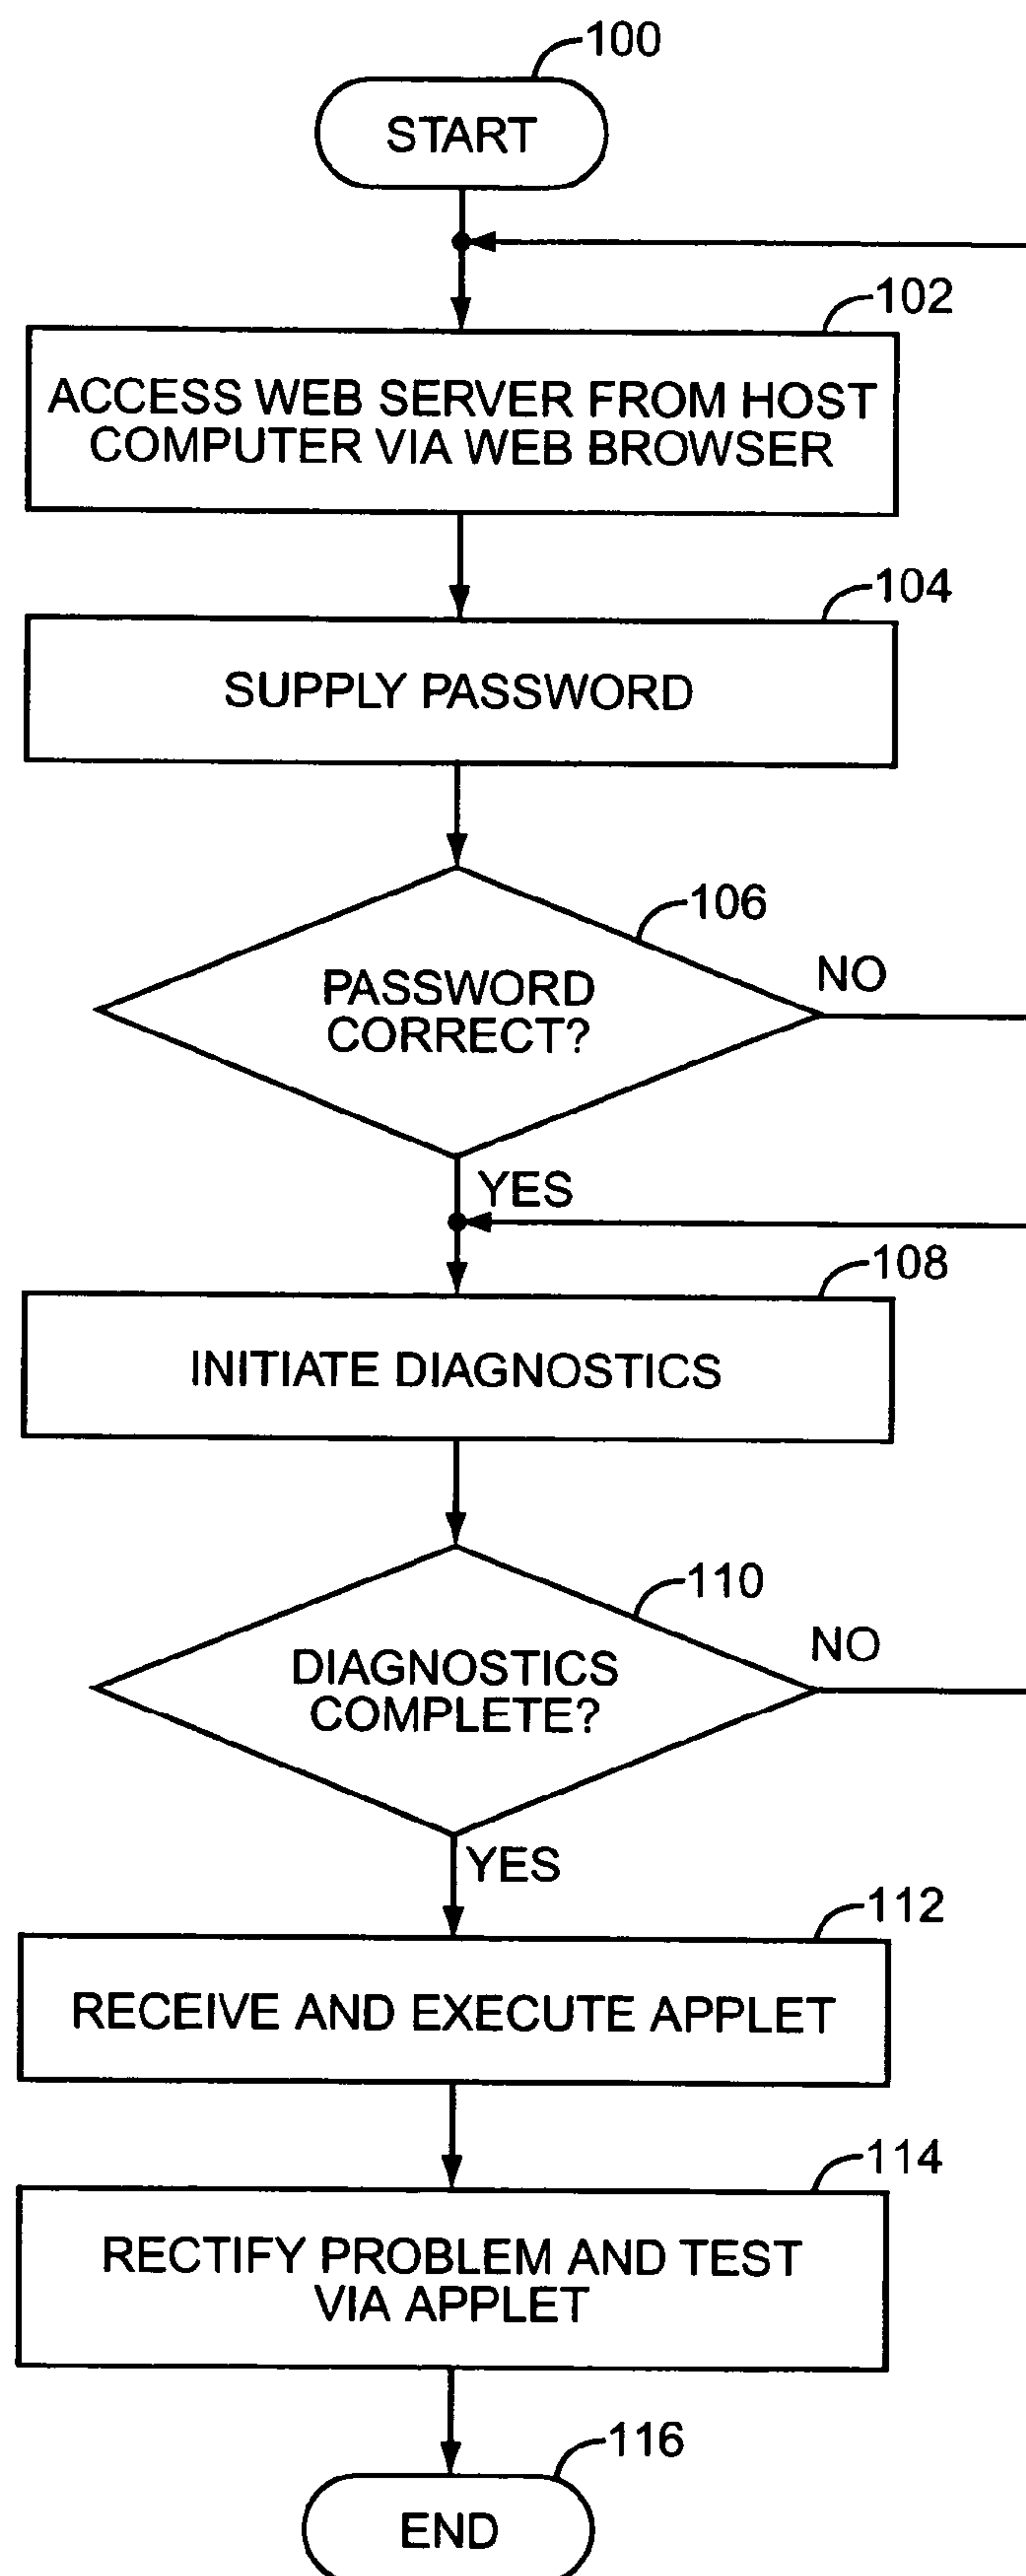 100
START
102
ACCESS WEB SERVER FROM HOST
COMPUTER VIA WEB BROWSER
104
SUPPLY PASSWORD
106
PASSWORD
CORRECT?
NO
YES
108
INITIATE DIAGNOSTICS
110
DIAGNOSTICS
COMPLETE?
NO
YES
112
RECEIVE AND EXECUTE APPLET
114
RECTIFY PROBLEM AND TEST
VIA APPLET
116
END